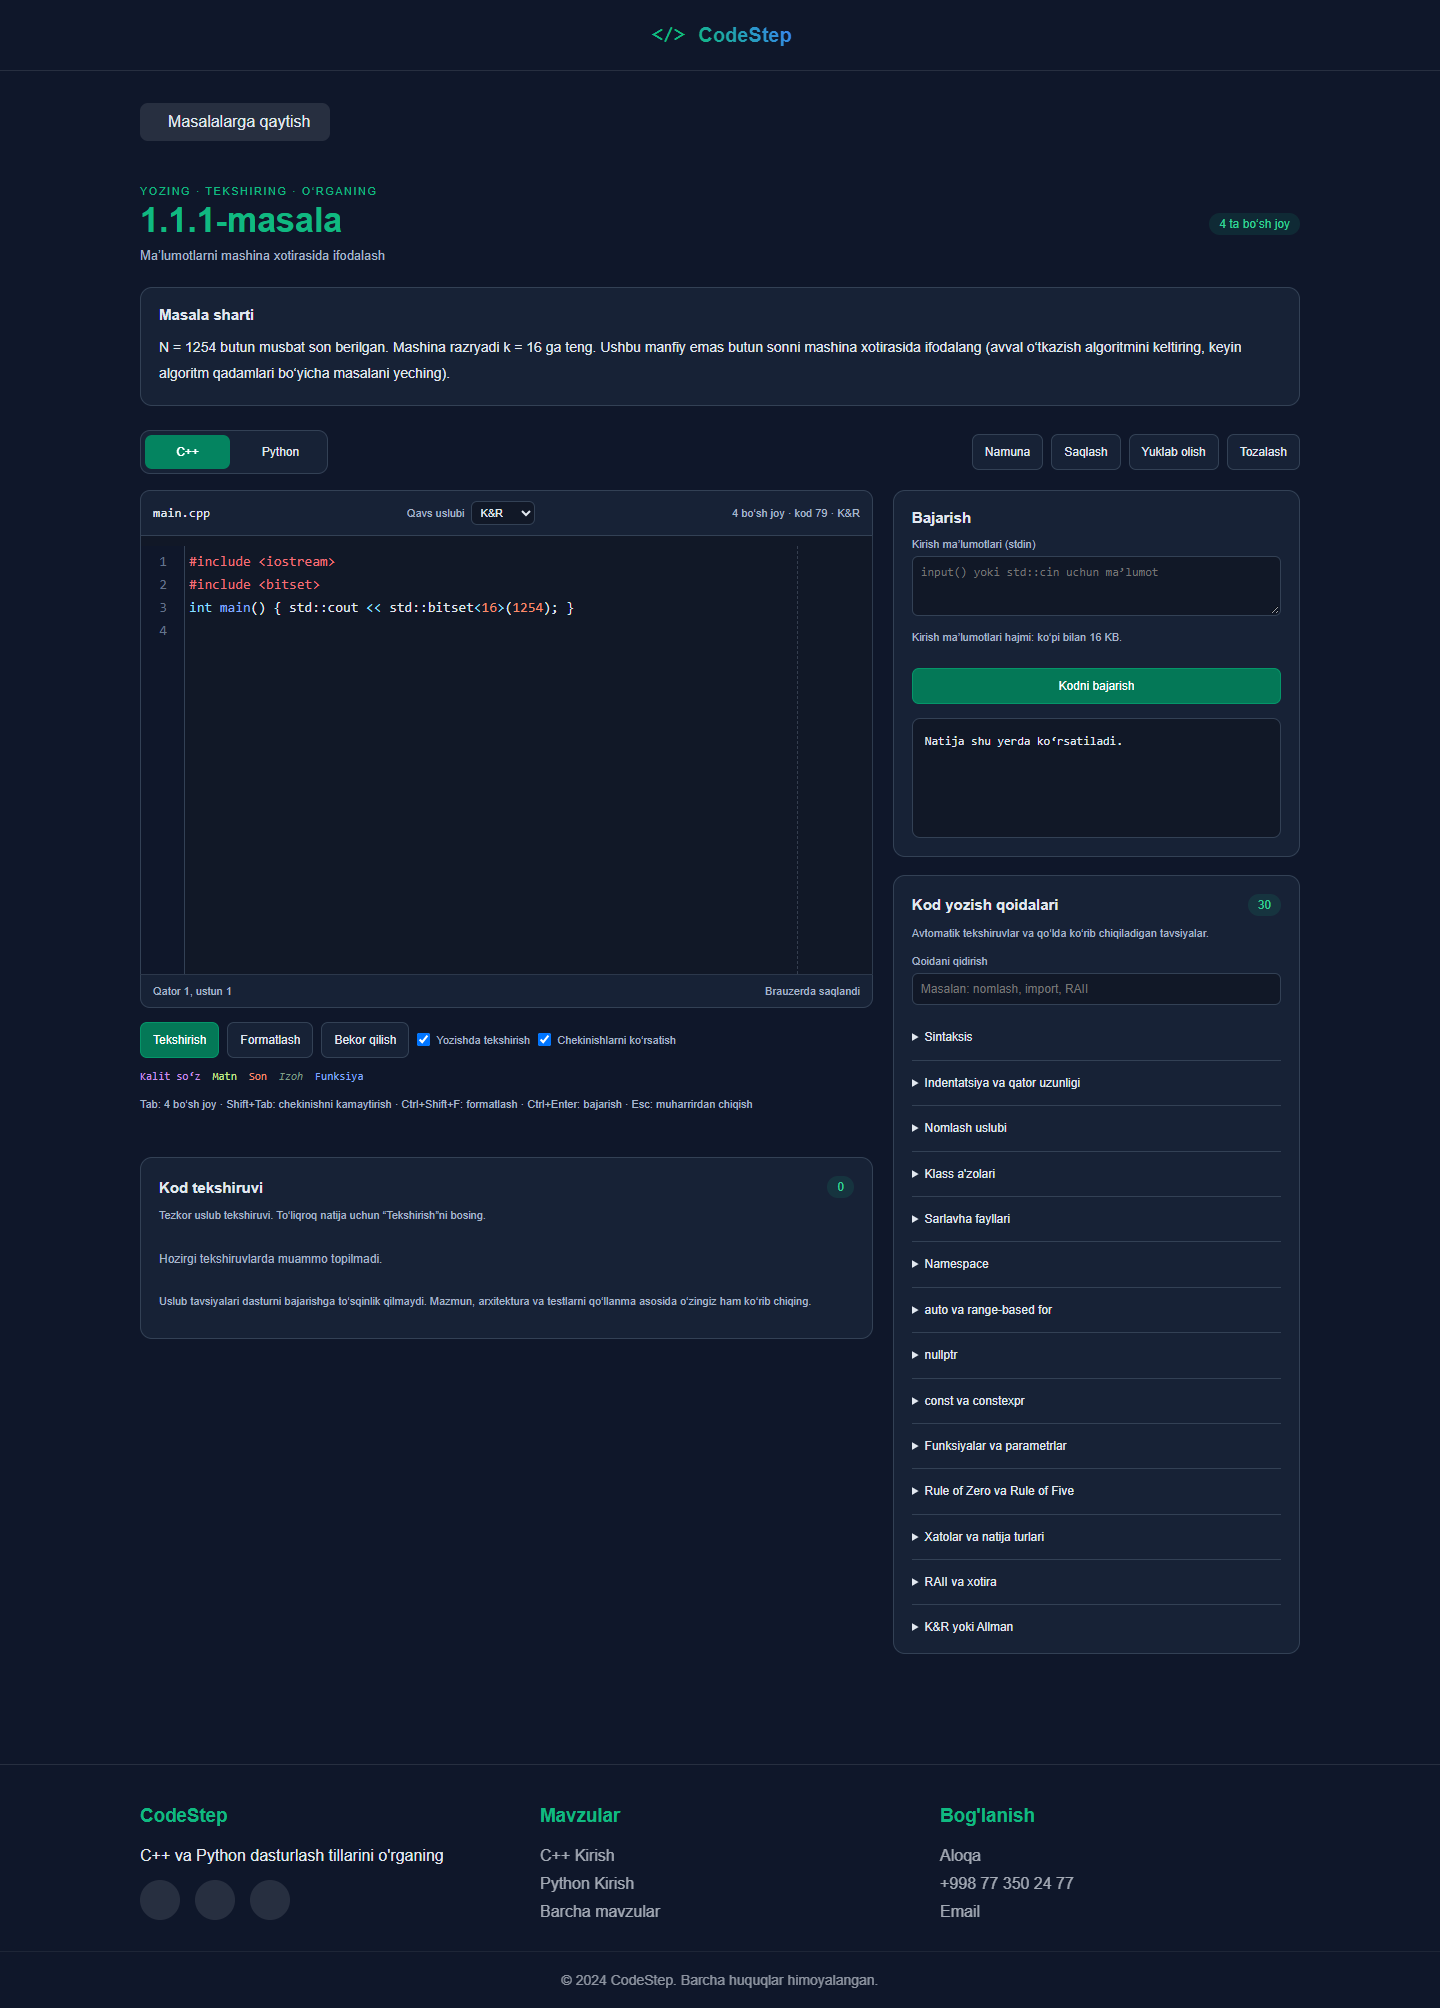 </> CodeStep
Masalalarga qaytish
YOZING · TEKSHIRING · O‘RGANING
1.1.1-masala
4 ta bo‘sh joy
Ma’lumotlarni mashina xotirasida ifodalash
Masala sharti
N = 1254 butun musbat son berilgan. Mashina razryadi k = 16 ga teng. Ushbu manfiy emas butun sonni mashina xotirasida ifodalang (avval o‘tkazish algoritmini keltiring, keyin
algoritm qadamlari bo‘yicha masalani yeching).
C++ Python
Namuna Saqlash Yuklab olish Tozalash
main.cpp Qavs uslubi K&R 4 bo‘sh joy · kod 79 · K&R
1 #include <iostream>
2 #include <bitset>
3 int main() { std::cout << std::bitset<16>(1254); }
4
Qator 1, ustun 1 Brauzerda saqlandi
Tekshirish Formatlash Bekor qilish Yozishda tekshirish Chekinishlarni ko‘rsatish
Kalit so‘z Matn Son Izoh Funksiya
Tab: 4 bo‘sh joy · Shift+Tab: chekinishni kamaytirish · Ctrl+Shift+F: formatlash · Ctrl+Enter: bajarish · Esc: muharrirdan chiqish
Kod tekshiruvi 0
Tezkor uslub tekshiruvi. To‘liqroq natija uchun “Tekshirish”ni bosing.
Hozirgi tekshiruvlarda muammo topilmadi.
Uslub tavsiyalari dasturni bajarishga to‘sqinlik qilmaydi. Mazmun, arxitektura va testlarni qo‘llanma asosida o‘zingiz ham ko‘rib chiqing.
Bajarish
Kirish ma’lumotlari (stdin)
input() yoki std::cin uchun ma’lumot
Kirish ma’lumotlari hajmi: ko‘pi bilan 16 KB.
Kodni bajarish
Natija shu yerda ko‘rsatiladi.
Kod yozish qoidalari 30
Avtomatik tekshiruvlar va qo‘lda ko‘rib chiqiladigan tavsiyalar.
Qoidani qidirish
Masalan: nomlash, import, RAII
Sintaksis
Indentatsiya va qator uzunligi
Nomlash uslubi
Klass a'zolari
Sarlavha fayllari
Namespace
auto va range-based for
nullptr
const va constexpr
Funksiyalar va parametrlar
Rule of Zero va Rule of Five
Xatolar va natija turlari
RAII va xotira
K&R yoki Allman
CodeStep
C++ va Python dasturlash tillarini o'rganing
Mavzular
C++ Kirish
Python Kirish
Barcha mavzular
Bog'lanish
Aloqa
+998 77 350 24 77
Email
© 2024 CodeStep. Barcha huquqlar himoyalangan.